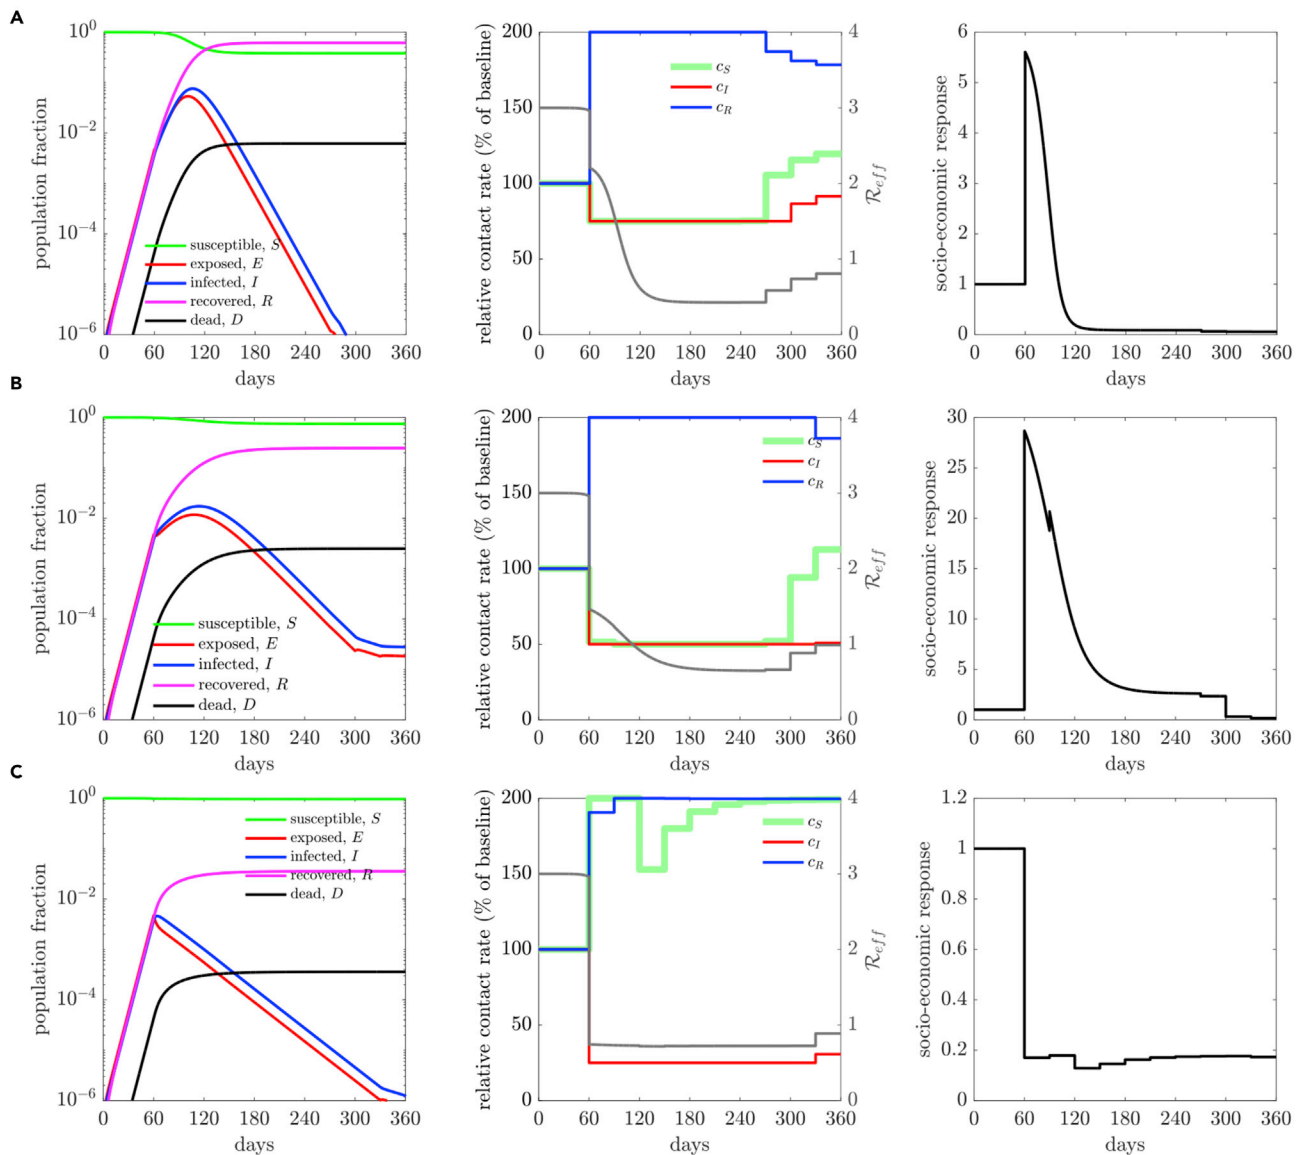 A
population fraction
10^0
10^-2
10^-4
10^-6
susceptible, S
exposed, E
infected, I
recovered, R
dead, D
0 60 120 180 240 300 360
days
relative contact rate (% of baseline)
200
150
100
50
0
c_S
c_I
c_R
4
3
2
1
0
R_eff
0 60 120 180 240 300 360
days
socio-economic response
6
5
4
3
2
1
0
0 60 120 180 240 300 360
days
B
population fraction
10^0
10^-2
10^-4
10^-6
susceptible, S
exposed, E
infected, I
recovered, R
dead, D
0 60 120 180 240 300 360
days
relative contact rate (% of baseline)
200
150
100
50
0
c_S
c_I
c_R
4
3
2
1
0
R_eff
0 60 120 180 240 300 360
days
socio-economic response
30
25
20
15
10
5
0
0 60 120 180 240 300 360
days
C
population fraction
10^0
10^-2
10^-4
10^-6
susceptible, S
exposed, E
infected, I
recovered, R
dead, D
0 60 120 180 240 300 360
days
relative contact rate (% of baseline)
200
150
100
50
0
c_S
c_I
c_R
4
3
2
1
0
R_eff
0 60 120 180 240 300 360
days
socio-economic response
1.2
1
0.8
0.6
0.4
0.2
0
0 60 120 180 240 300 360
days